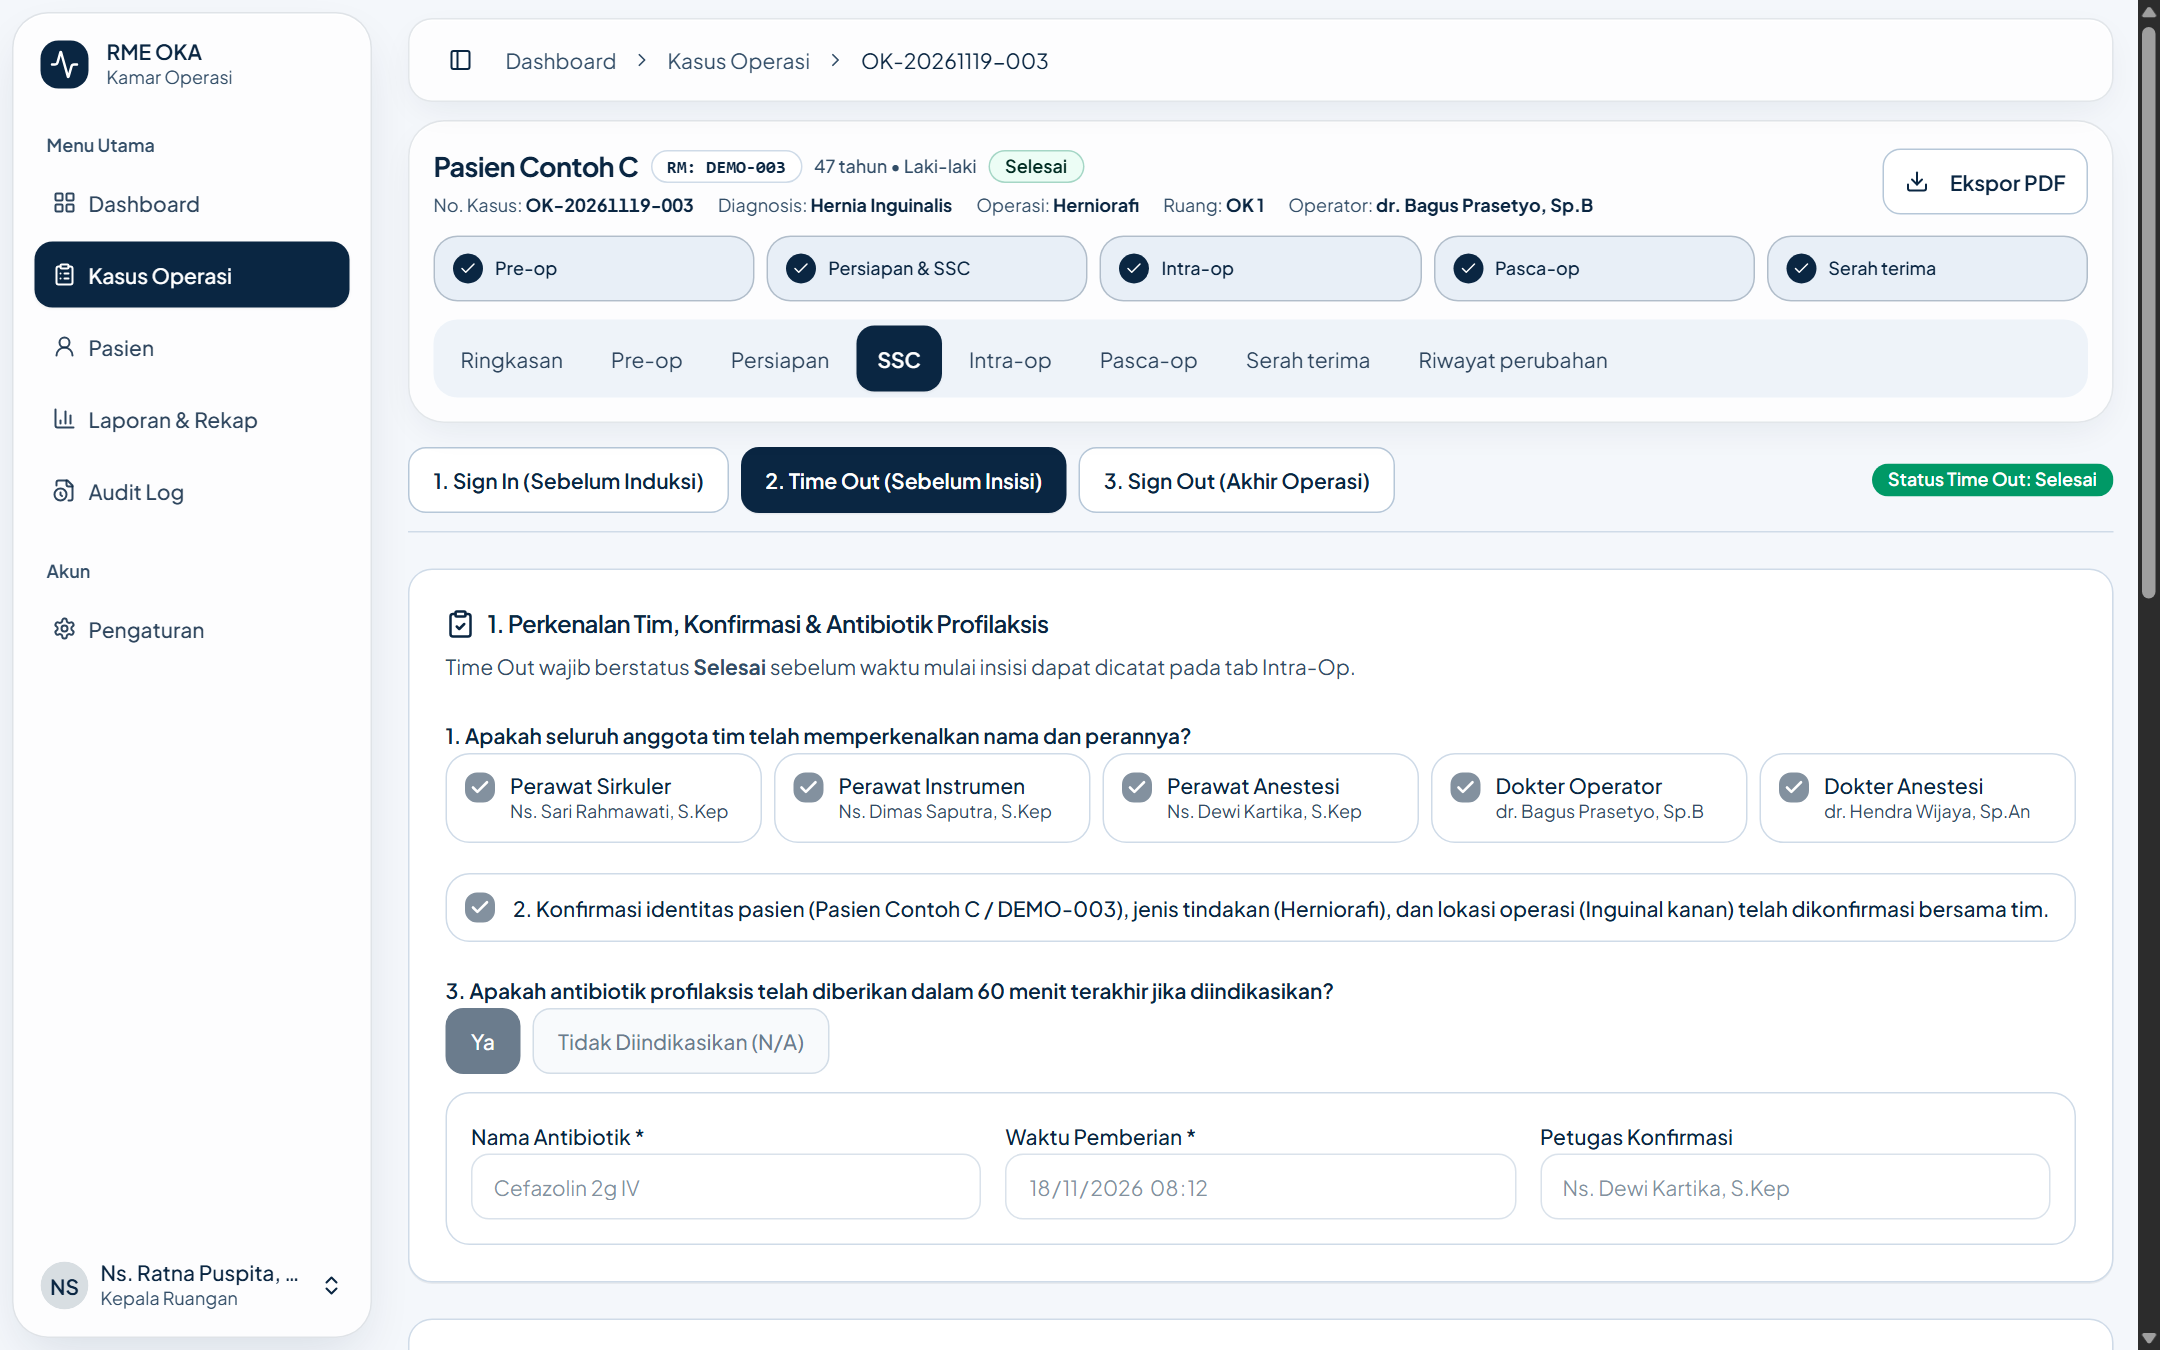 RME OKA
Kamar Operasi
Menu Utama
Dashboard
Kasus Operasi
Pasien
Laporan & Rekap
Audit Log
Akun
Pengaturan
NS
Ns. Ratna Puspita, ...
Kepala Ruangan
Dashboard > Kasus Operasi > OK-20261119-003
Pasien Contoh C RM: DEMO-003 47 tahun • Laki-laki Selesai
Ekspor PDF
No. Kasus: OK-20261119-003 Diagnosis: Hernia Inguinalis Operasi: Herniorafi Ruang: OK 1 Operator: dr. Bagus Prasetyo, Sp.B
Pre-op Persiapan & SSC Intra-op Pasca-op Serah terima
Ringkasan Pre-op Persiapan SSC Intra-op Pasca-op Serah terima Riwayat perubahan
1. Sign In (Sebelum Induksi) 2. Time Out (Sebelum Insisi) 3. Sign Out (Akhir Operasi) Status Time Out: Selesai
1. Perkenalan Tim, Konfirmasi & Antibiotik Profilaksis
Time Out wajib berstatus Selesai sebelum waktu mulai insisi dapat dicatat pada tab Intra-Op.
1. Apakah seluruh anggota tim telah memperkenalkan nama dan perannya?
Perawat Sirkuler
Ns. Sari Rahmawati, S.Kep
Perawat Instrumen
Ns. Dimas Saputra, S.Kep
Perawat Anestesi
Ns. Dewi Kartika, S.Kep
Dokter Operator
dr. Bagus Prasetyo, Sp.B
Dokter Anestesi
dr. Hendra Wijaya, Sp.An
2. Konfirmasi identitas pasien (Pasien Contoh C / DEMO-003), jenis tindakan (Herniorafi), dan lokasi operasi (Inguinal kanan) telah dikonfirmasi bersama tim.
3. Apakah antibiotik profilaksis telah diberikan dalam 60 menit terakhir jika diindikasikan?
Ya Tidak Diindikasikan (N/A)
Nama Antibiotik *
Cefazolin 2g IV
Waktu Pemberian *
18/11/2026 08:12
Petugas Konfirmasi
Ns. Dewi Kartika, S.Kep